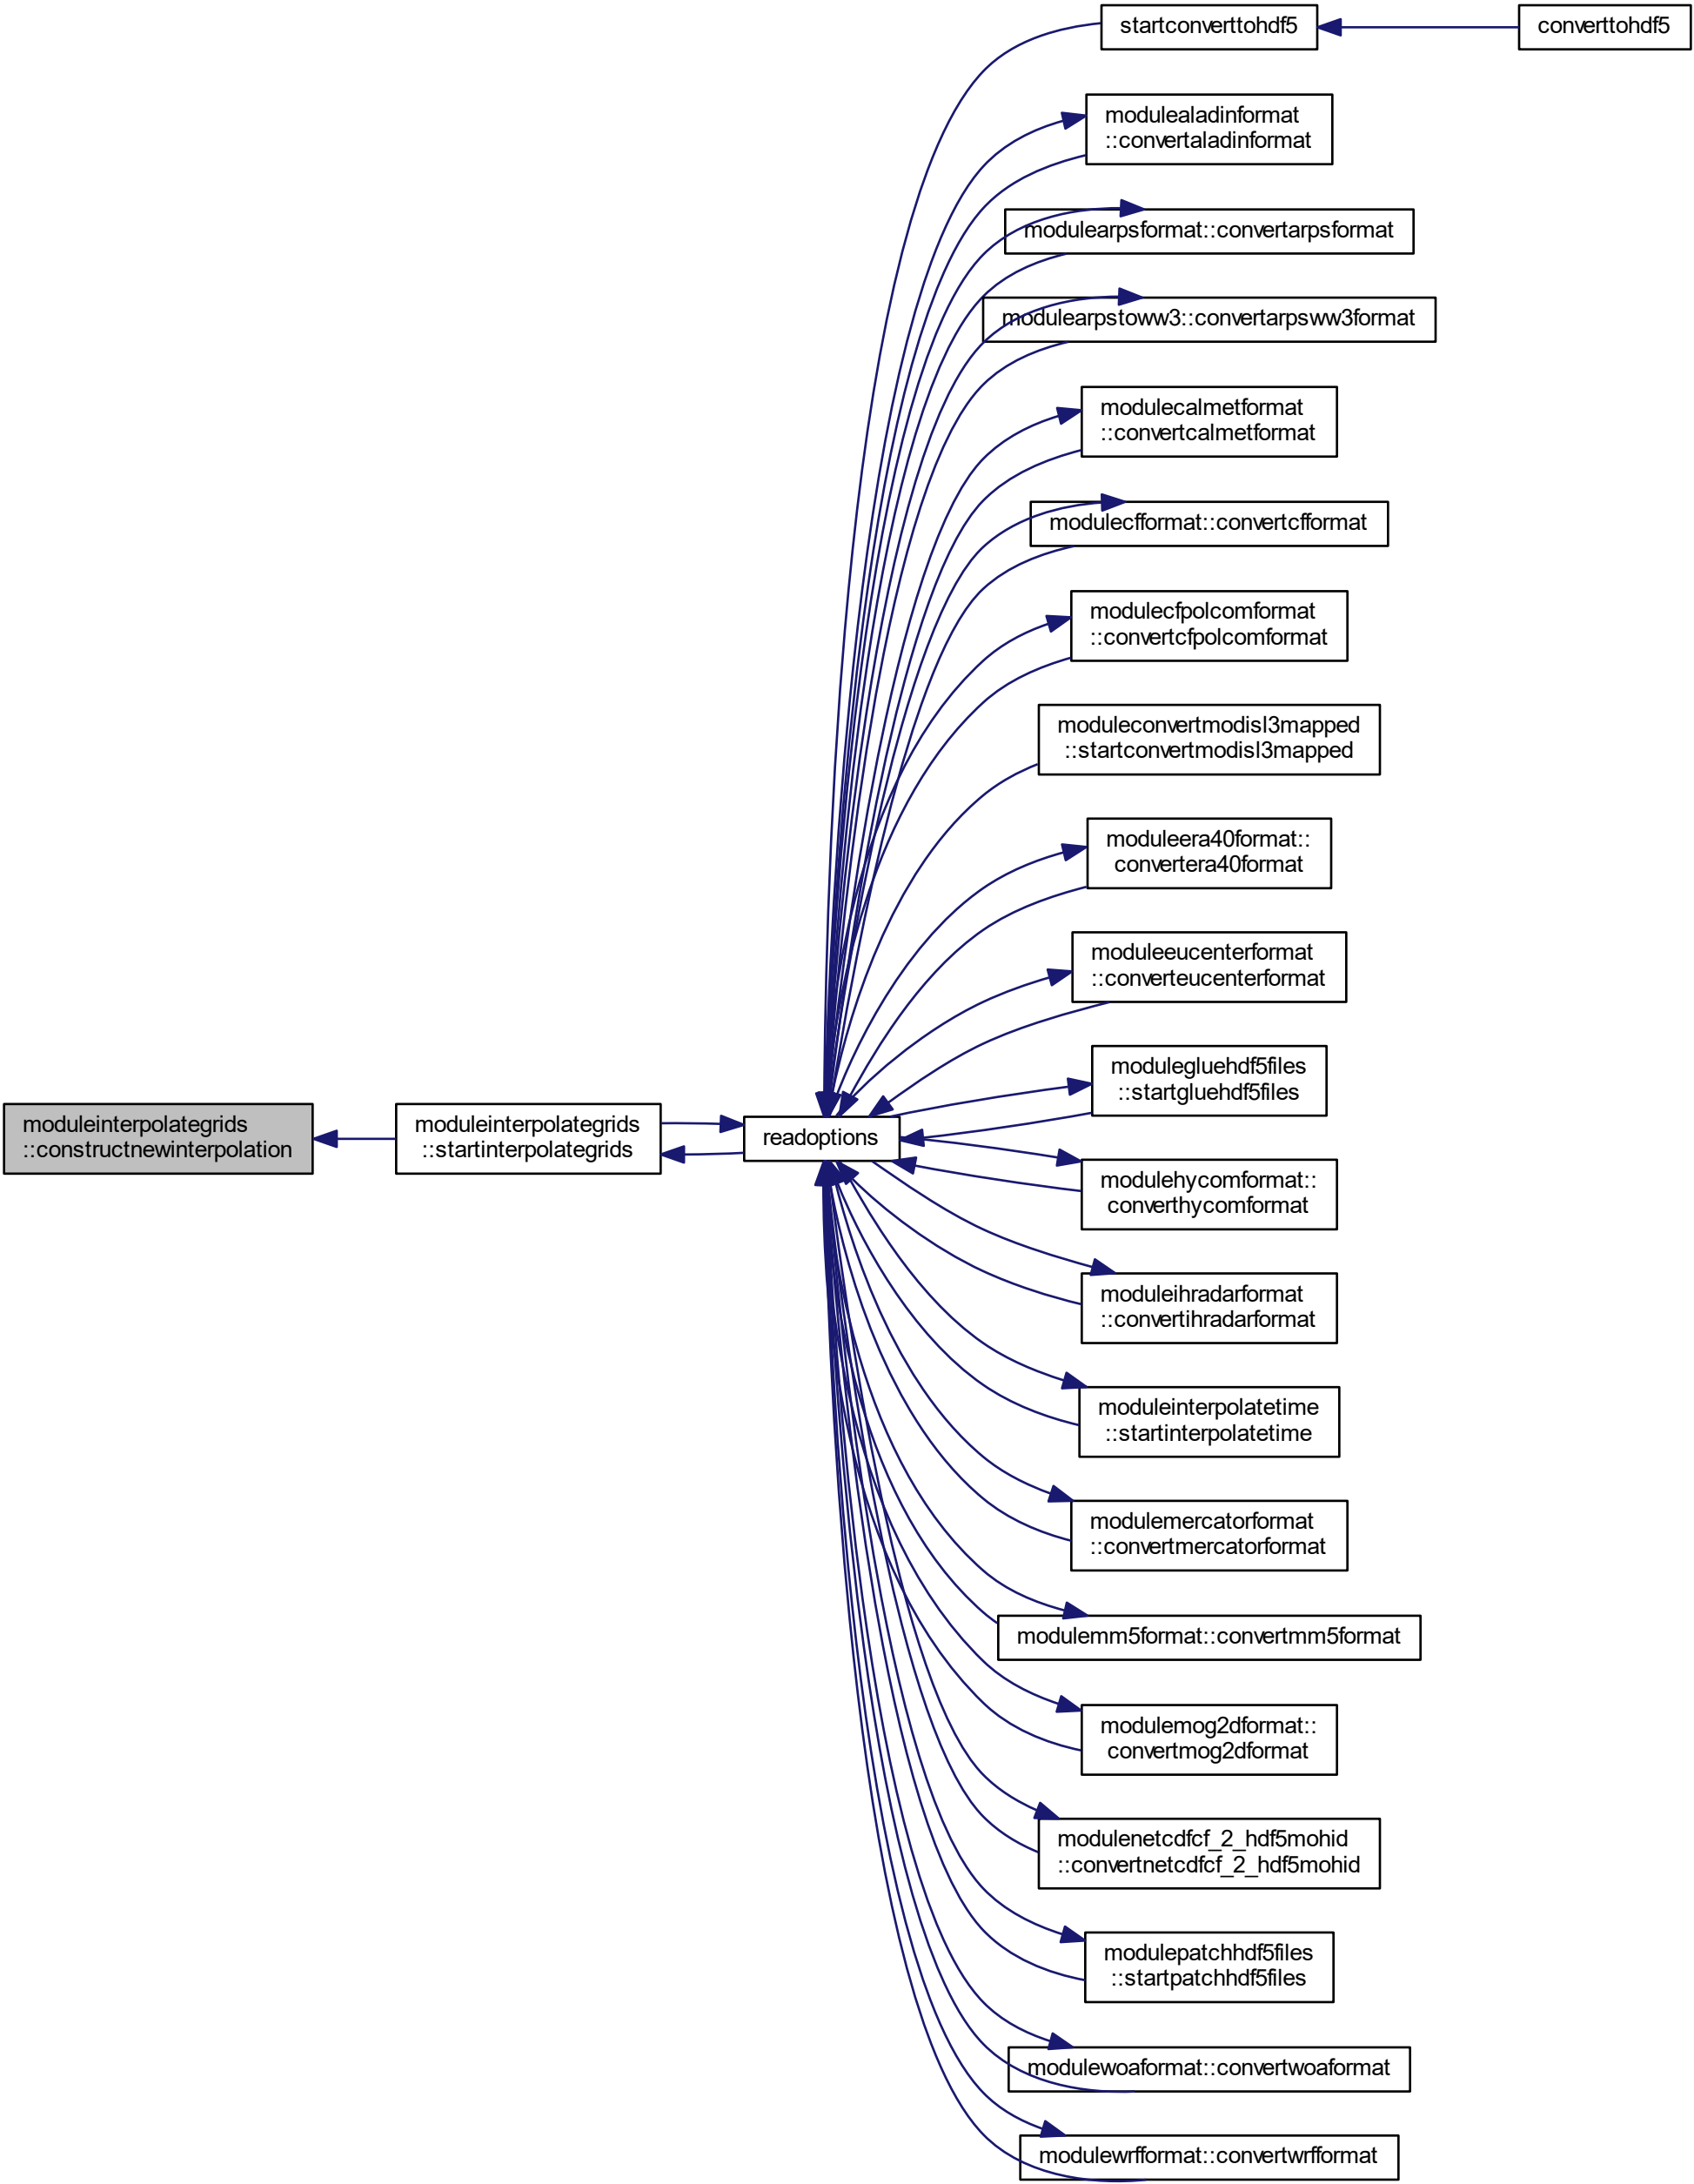 startconverttohdf5
converttohdf5
modulealadinformat
::convertaladinformat
modulearpsformat::convertarpsformat
modulearpstoww3::convertarpsww3format
modulecalmetformat
::convertcalmetformat
modulecfformat::convertcfformat
modulecfpolcomformat
::convertcfpolcomformat
moduleconvertmodisl3mapped
::startconvertmodisl3mapped
moduleera40format::
convertera40format
moduleeucenterformat
::converteucenterformat
modulegluehdf5files
::startgluehdf5files
moduleinterpolategrids
::constructnewinterpolation
moduleinterpolategrids
::startinterpolategrids
readoptions
modulehycomformat::
converthycomformat
moduleihradarformat
::convertihradarformat
moduleinterpolatetime
::startinterpolatetime
modulemercatorformat
::convertmercatorformat
modulemm5format::convertmm5format
modulemog2dformat::
convertmog2dformat
modulenetcdfcf_2_hdf5mohid
::convertnetcdfcf_2_hdf5mohid
modulepatchhdf5files
::startpatchhdf5files
modulewoaformat::convertwoaformat
modulewrfformat::convertwrfformat